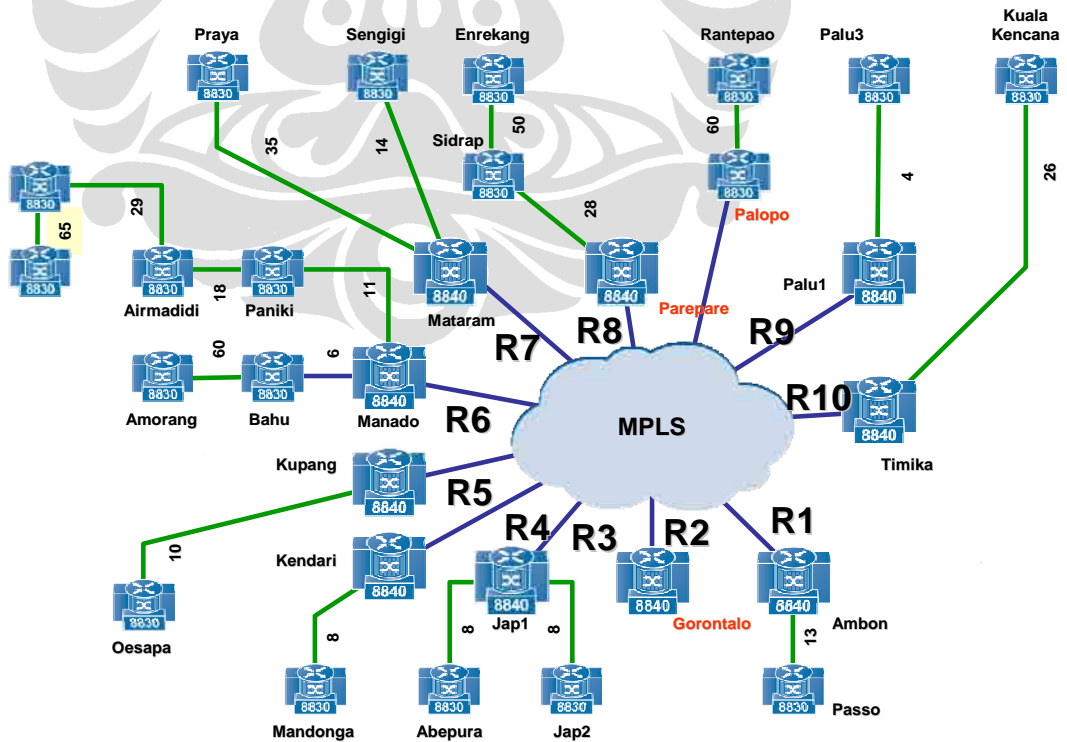 Praya
Sengigi
Enrekang
Rantepao
Palu3
Kuala
Kencana
8830
8830
8830
8830
8830
8830
35
14
50
60
4
26
Sidrap
8830
8830
Palopo
8830
65
8830
29
28
Airmadidi
8830
18
Paniki
8830
11
8840
Mataram
8840
Parepare
Palu1
8840
R7
R8
R9
R10
60
6
8830
Amorang
8830
Bahu
8840
Manado
R6
MPLS
8840
Timika
Kupang
8840
R5
10
Kendari
8840
R4
R3
R2
R1
8840
Jap1
8840
Gorontalo
8840
Ambon
8830
Oesapa
8
8
8
13
8830
Mandonga
8830
Abepura
8830
Jap2
8830
Passo